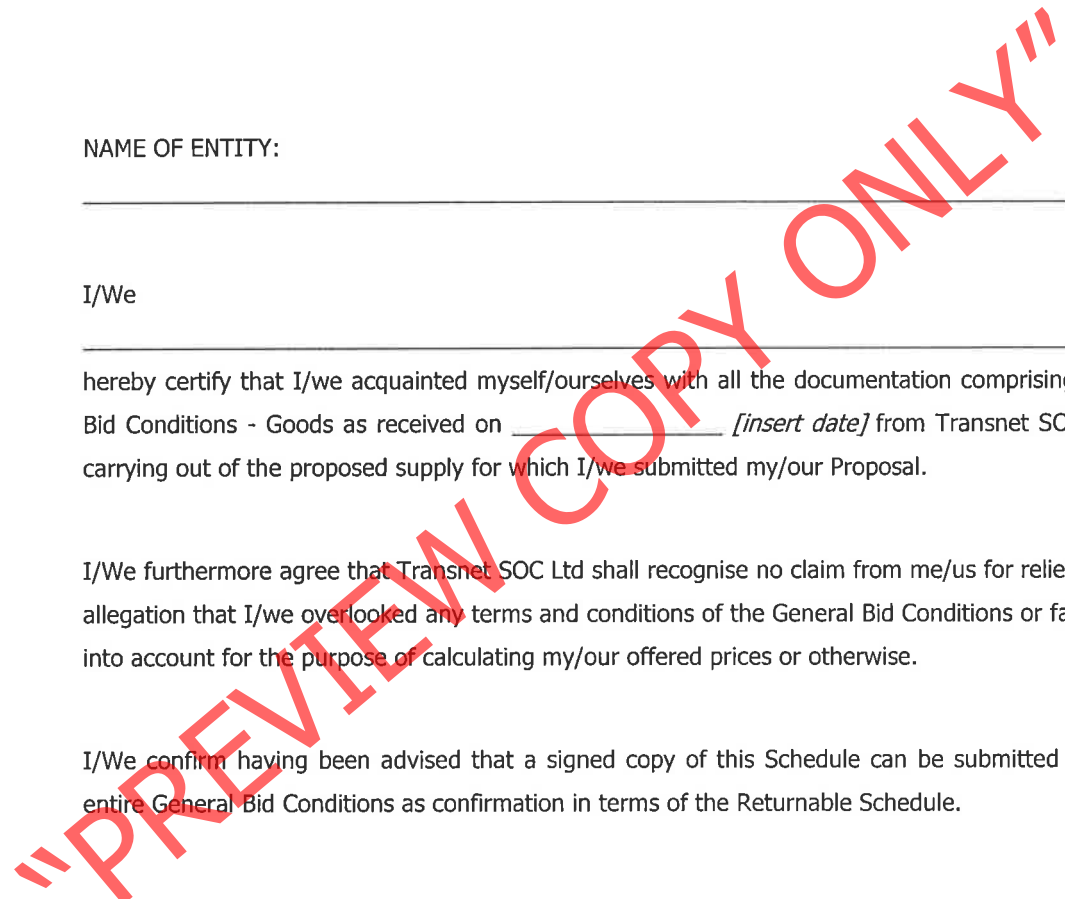 NAME OF ENTITY:
I/We
hereby certify that I/we acquainted myself/ourselves with all the documentation comprising
Bid Conditions - Goods as received on _______________ [insert date] from Transnet SO
carrying out of the proposed supply for which I/we submitted my/our Proposal.
I/We furthermore agree that Transnet SOC Ltd shall recognise no claim from me/us for relie
allegation that I/we overlooked any terms and conditions of the General Bid Conditions or fa
into account for the purpose of calculating my/our offered prices or otherwise.
I/We confirm having been advised that a signed copy of this Schedule can be submitted
entire General Bid Conditions as confirmation in terms of the Returnable Schedule.
"PREVIEW COPY ONLY"